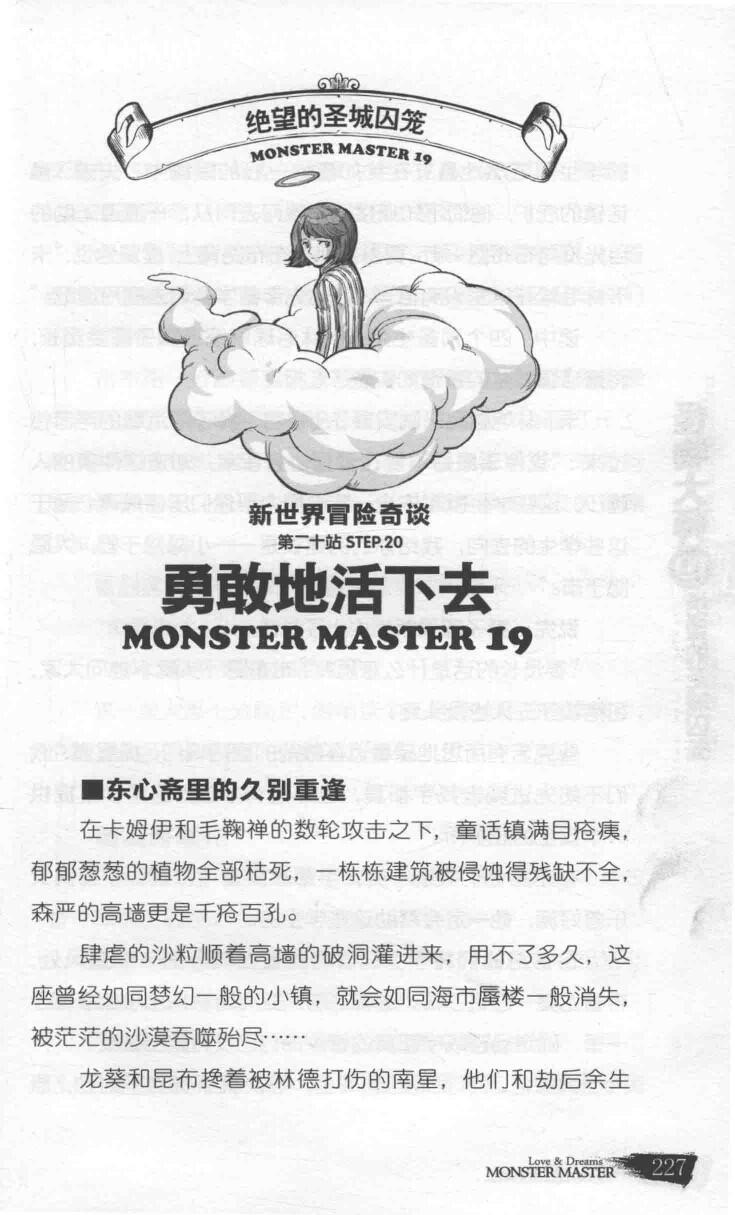 绝望的圣城囚笼
MONSTER MASTER 19
新世界冒险奇谈
第二十站 STEP.20
勇敢地活下去
MONSTER MASTER 19
■东心斋里的久别重逢
在卡姆伊和毛鞠禅的数轮攻击之下，童话镇满目疮痍，
郁郁葱葱的植物全部枯死，一栋栋建筑被侵蚀得残缺不全，
森严的高墙更是千疮百孔。
肆虐的沙粒顺着高墙的破洞灌进来，用不了多久，这
座曾经如同梦幻一般的小镇，就会如同海市蜃楼一般消失，
被茫茫的沙漠吞噬殆尽……
龙葵和昆布搀着被林德打伤的南星，他们和劫后余生
Love & Dreams
MONSTER MASTER 227